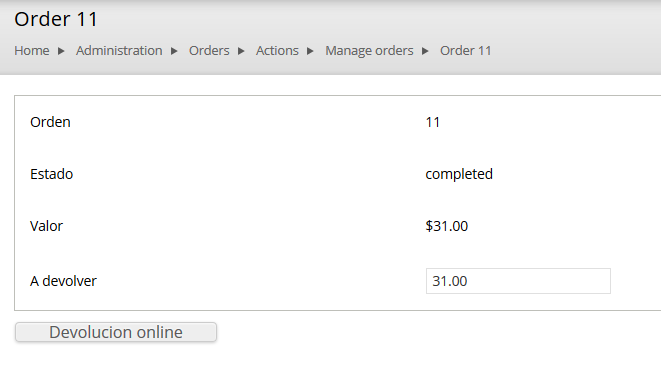 Order 11
Home ▶ Administration ▶ Orders ▶ Actions ▶ Manage orders ▶ Order 11
Orden 11
Estado completed
Valor $31.00
A devolver 31.00
Devolucion online